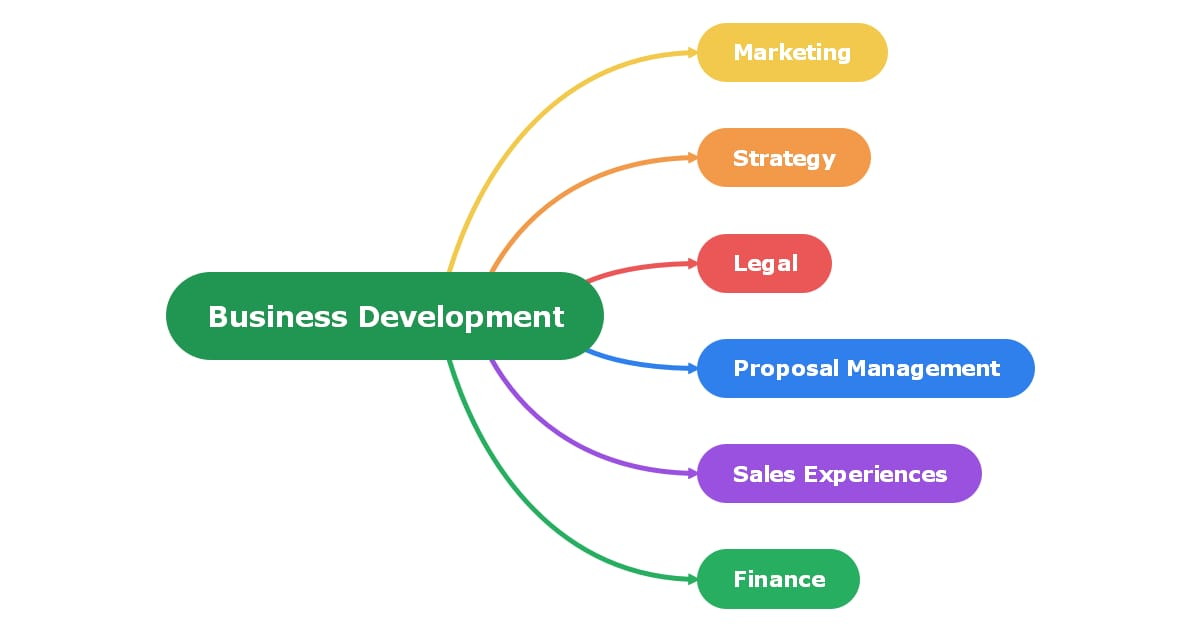 Marketing
Strategy
Legal
Business Development
Proposal Management
Sales Experiences
Finance